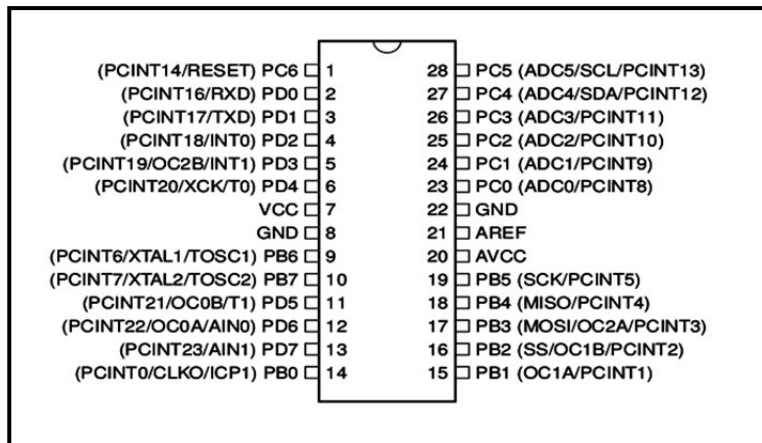 (PCINT14/RESET) PC6 1 28 PC5 (ADC5/SCL/PCINT13)
(PCINT16/RXD) PD0 2 27 PC4 (ADC4/SDA/PCINT12)
(PCINT17/TXD) PD1 3 26 PC3 (ADC3/PCINT11)
(PCINT18/INT0) PD2 4 25 PC2 (ADC2/PCINT10)
(PCINT19/OC2B/INT1) PD3 5 24 PC1 (ADC1/PCINT9)
(PCINT20/XCK/T0) PD4 6 23 PC0 (ADC0/PCINT8)
VCC 7 22 GND
GND 8 21 AREF
(PCINT6/XTAL1/TOSC1) PB6 9 20 AVCC
(PCINT7/XTAL2/TOSC2) PB7 10 19 PB5 (SCK/PCINT5)
(PCINT21/OC0B/T1) PD5 11 18 PB4 (MISO/PCINT4)
(PCINT22/OC0A/AIN0) PD6 12 17 PB3 (MOSI/OC2A/PCINT3)
(PCINT23/AIN1) PD7 13 16 PB2 (SS/OC1B/PCINT2)
(PCINT0/CLKO/ICP1) PB0 14 15 PB1 (OC1A/PCINT1)